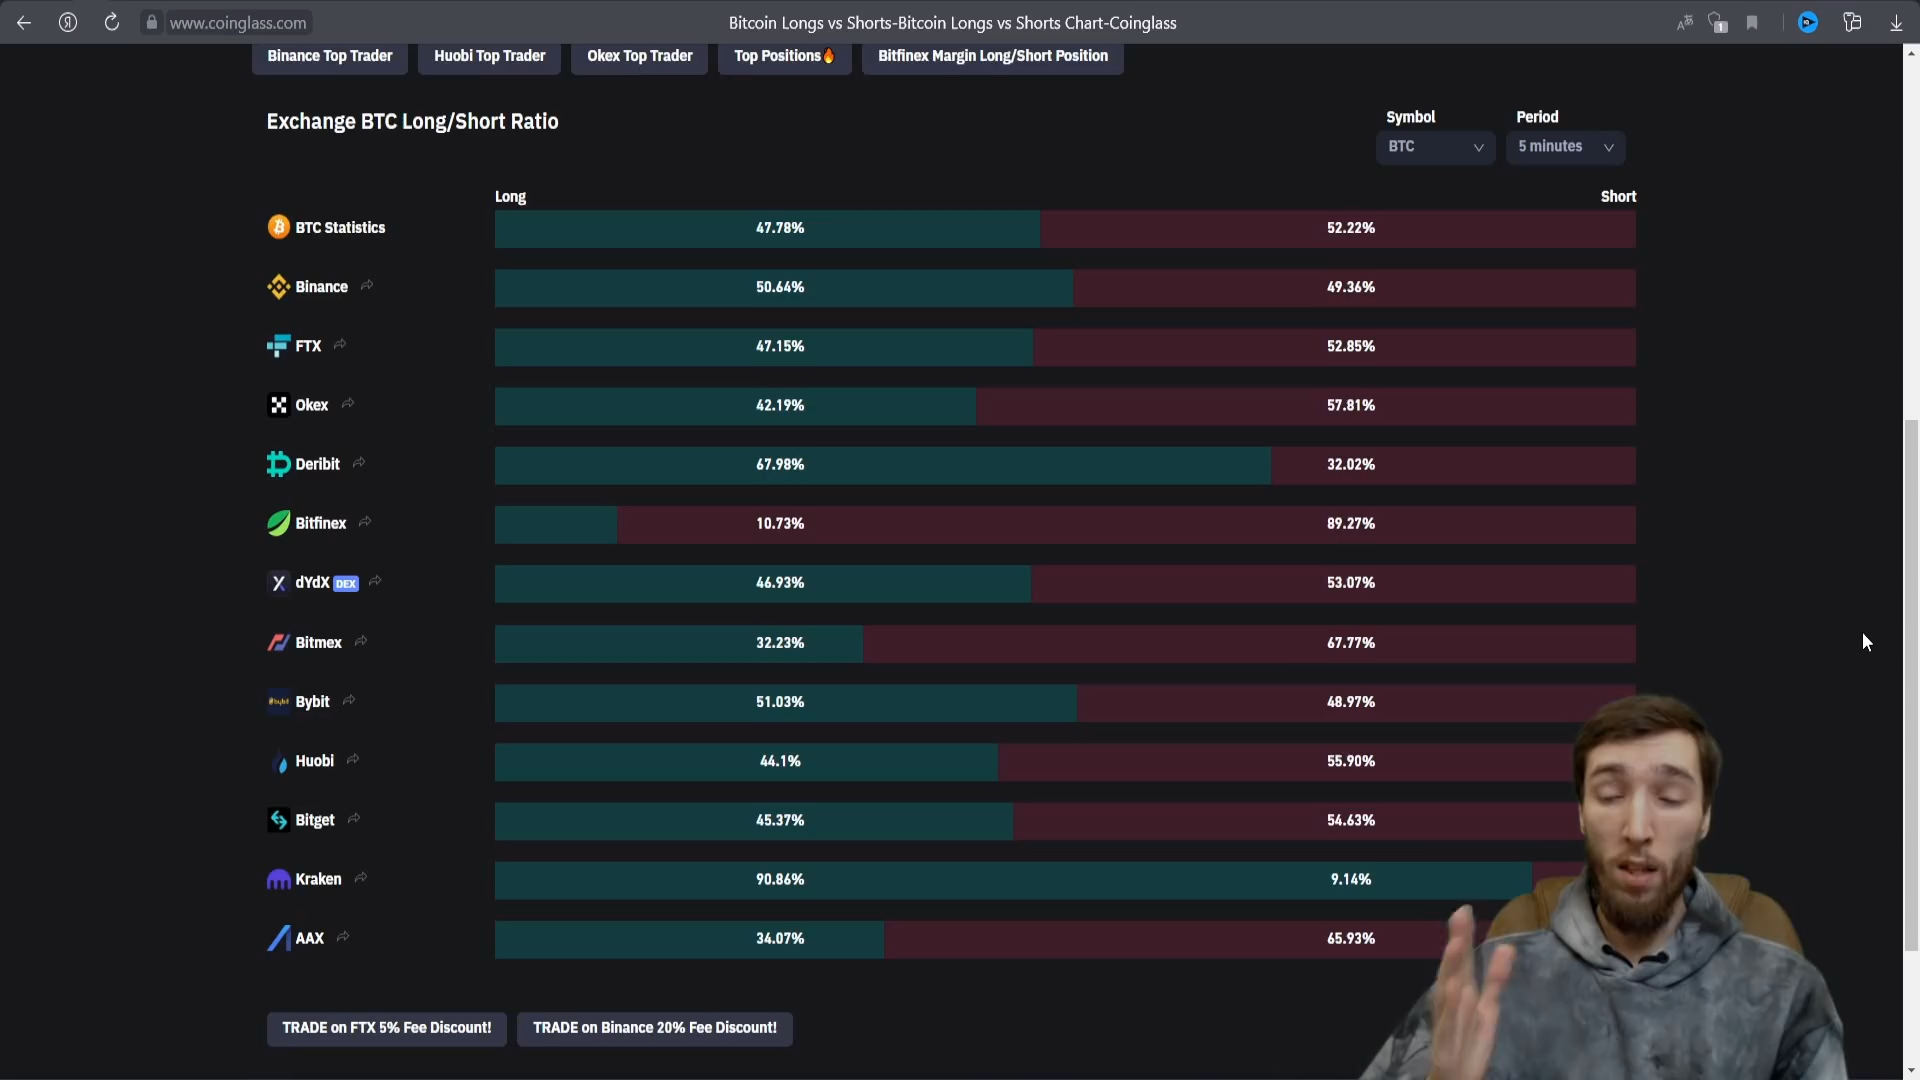 www.coinglass.com
Bitcoin Longs vs Shorts-Bitcoin Longs vs Shorts Chart-Coinglass
1
Binance Top Trader
Huobi Top Trader
Okex Top Trader
Top Positions🔥
Bitfinex Margin Long/Short Position
Exchange BTC Long/Short Ratio
Symbol
Period
BTC
5 minutes
Long
Short
BTC Statistics 47.78% 52.22%
Binance 50.64% 49.36%
FTX 47.15% 52.85%
Okex 42.19% 57.81%
Deribit 67.98% 32.02%
Bitfinex 10.73% 89.27%
dYdX DEX 46.93% 53.07%
Bitmex 32.23% 67.77%
Bybit 51.03% 48.97%
Huobi 44.1% 55.90%
Bitget 45.37% 54.63%
Kraken 90.86% 9.14%
AAX 34.07% 65.93%
TRADE on FTX 5% Fee Discount!
TRADE on Binance 20% Fee Discount!